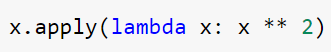 x.apply(lambda x: x ** 2)